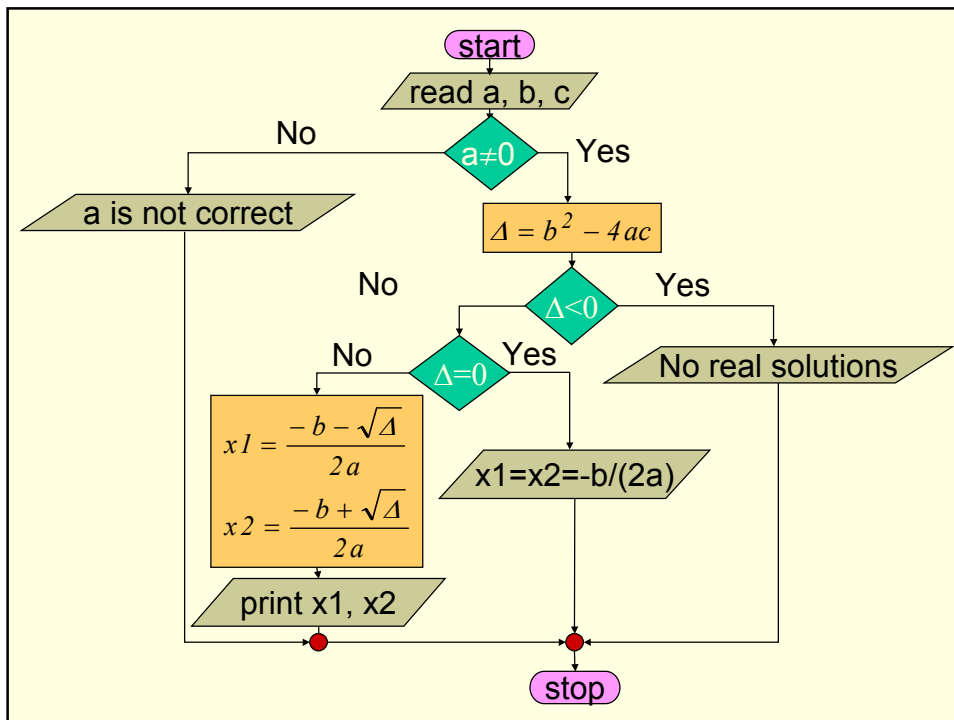 start
read a, b, c
No
a≠0
Yes
a is not correct
Δ = b² − 4ac
No
Δ<0
Yes
No
Δ=0
Yes
No real solutions
x1 = (−b − √Δ) / 2a
x1=x2=-b/(2a)
x2 = (−b + √Δ) / 2a
print x1, x2
stop